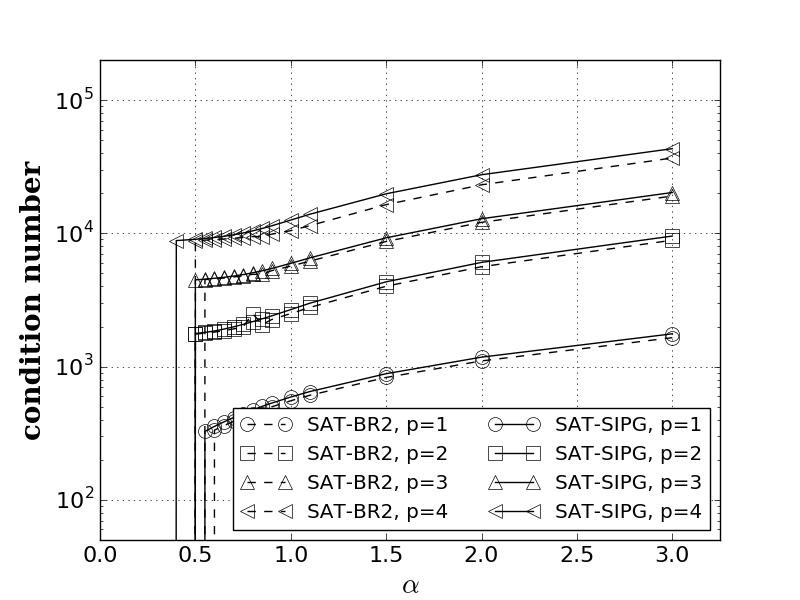 10^5
10^4
10^3
10^2
condition number
SAT-BR2, p=1 SAT-SIPG, p=1
SAT-BR2, p=2 SAT-SIPG, p=2
SAT-BR2, p=3 SAT-SIPG, p=3
SAT-BR2, p=4 SAT-SIPG, p=4
0.0 0.5 1.0 1.5 2.0 2.5 3.0
α